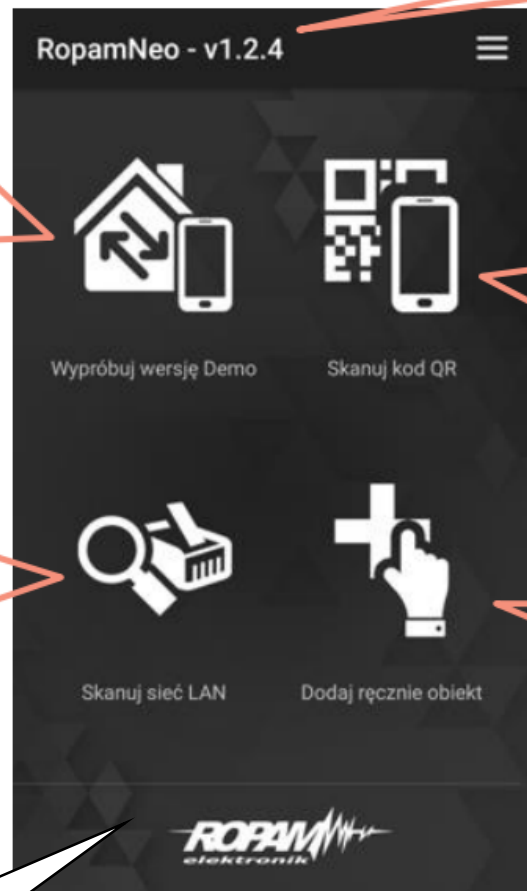 RopamNeo - v1.2.4
Wypróbuj wersję Demo
Skanuj kod QR
Skanuj sieć LAN
Dodaj ręcznie obiekt
ROPAM
elektronik